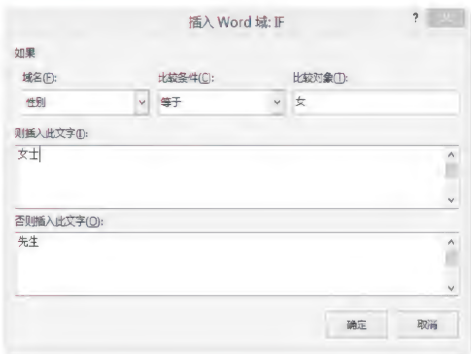 插入 Word 域: IF
?
如果
域名(F): 比较条件(C): 比较对象(T):
性别 等于 女
则插入此文字(I):
女士
否则插入此文字(O):
先生
确定 取消